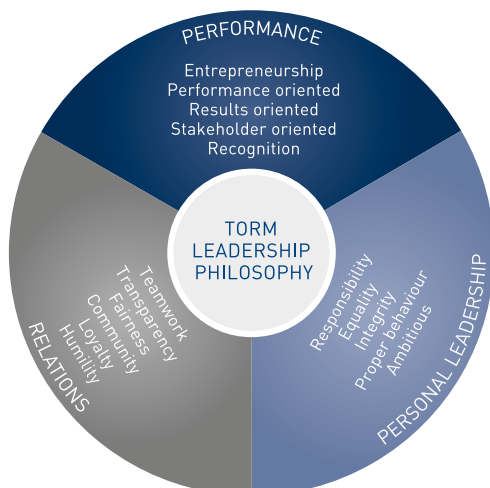 PERFORMANCE
Entrepreneurship
Performance oriented
Results oriented
Stakeholder oriented
Recognition
TORM
LEADERSHIP
PHILOSOPHY
Responsibility
Equality
Integrity
Proper behaviour
Ambitious
PERSONAL LEADERSHIP
Teamwork
Transparency
Fairness
Community
Loyalty
Humility
RELATIONS